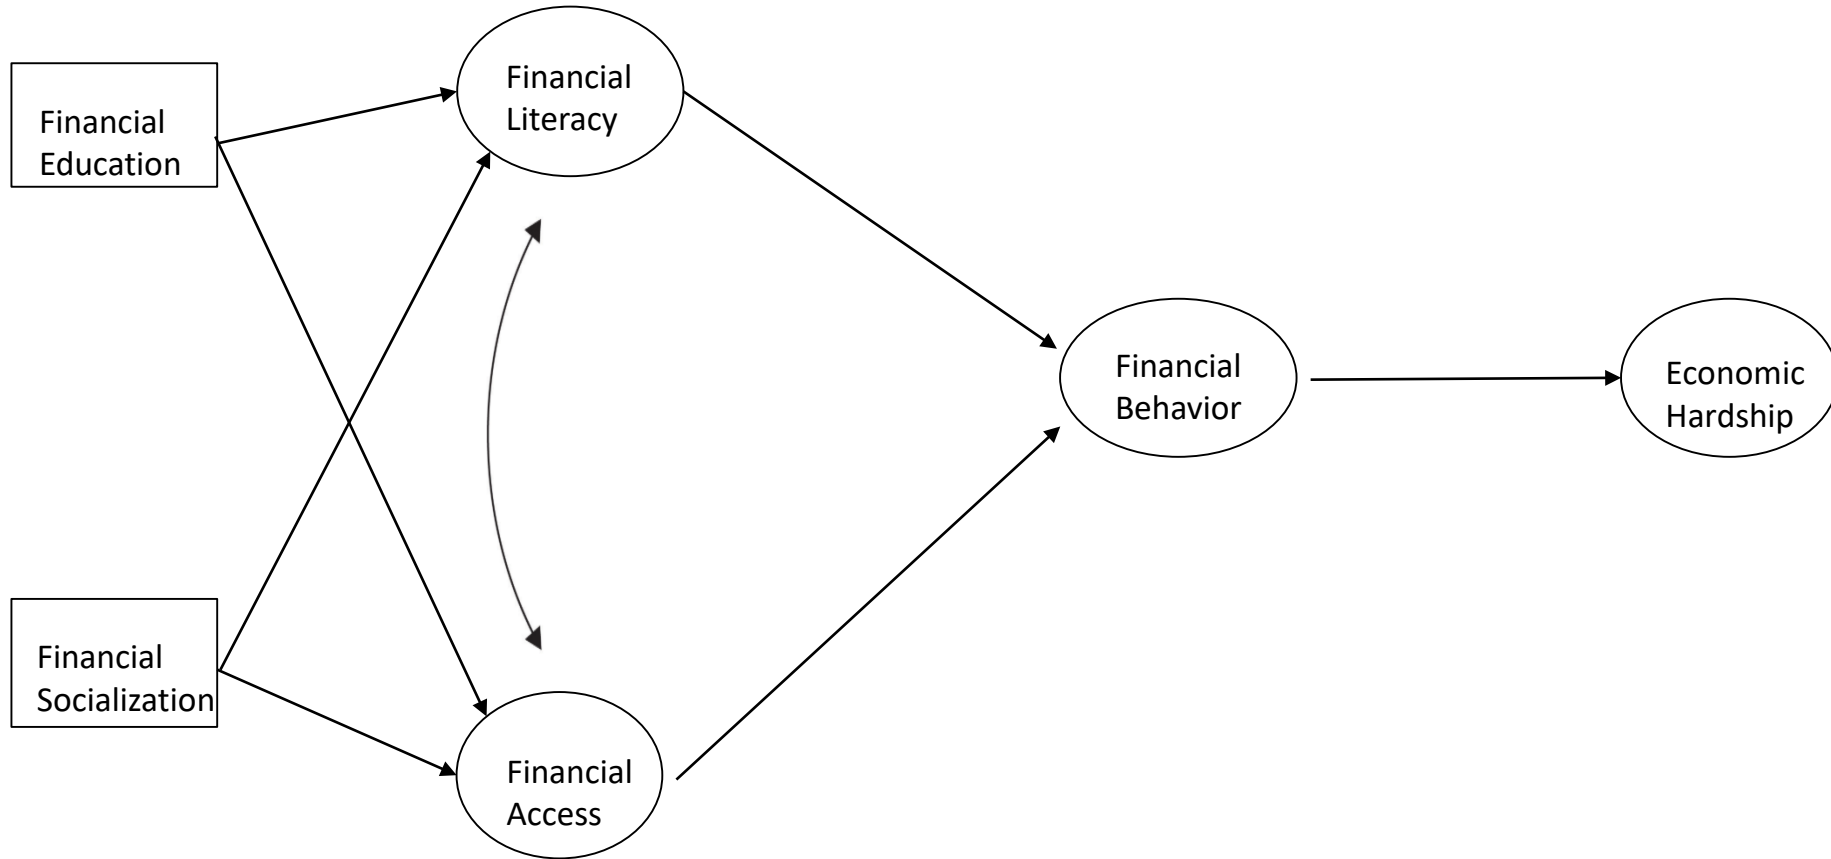 Financial
Education
Financial
Literacy
Financial
Behavior
Economic
Hardship
Financial
Socialization
Financial
Access